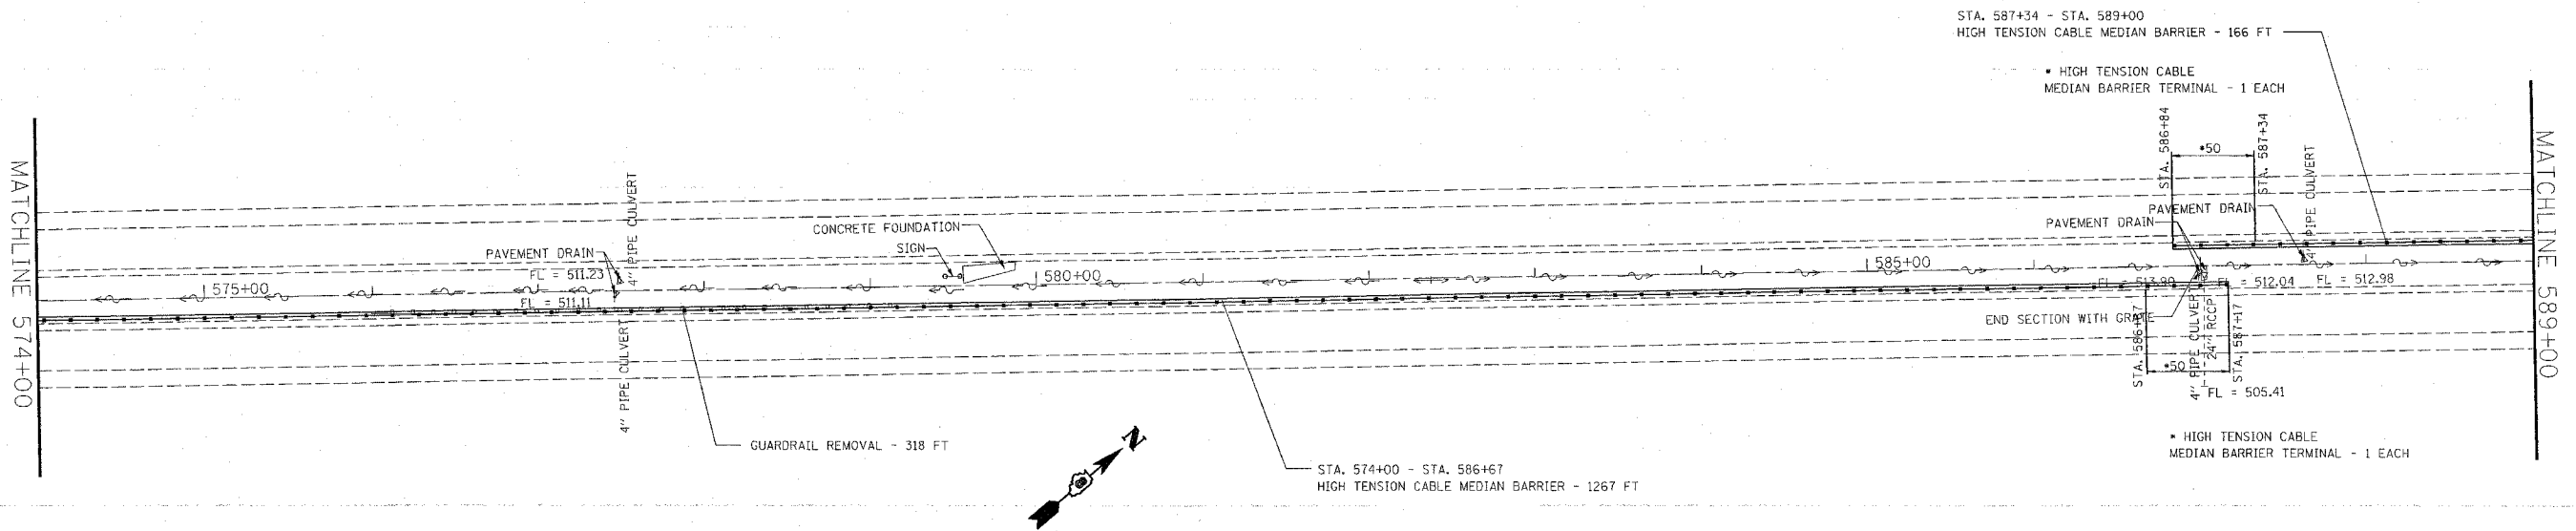 STA. 587+34 - STA. 589+00
HIGH TENSION CABLE MEDIAN BARRIER - 166 FT
* HIGH TENSION CABLE
MEDIAN BARRIER TERMINAL - 1 EACH
MATCHLINE 574+00
MATCHLINE 589+00
STA. 586+84
*50
STA. 587+34
4" PIPE CULVERT
4" PIPE CULVERT
PAVEMENT DRAIN
PAVEMENT DRAIN
CONCRETE FOUNDATION
SIGN
PAVEMENT DRAIN
FL = 511.23
575+00
580+00
585+00
FL = 511.11
FL = 512.04
FL = 512.98
END SECTION WITH GRATE
4" PIPE CULVERT
STA. 586+67
4" PIPE CULVERT
24" RCCP
STA. 587+17
*50
FL = 505.41
GUARDRAIL REMOVAL - 318 FT
N
STA. 574+00 - STA. 586+67
HIGH TENSION CABLE MEDIAN BARRIER - 1267 FT
* HIGH TENSION CABLE
MEDIAN BARRIER TERMINAL - 1 EACH